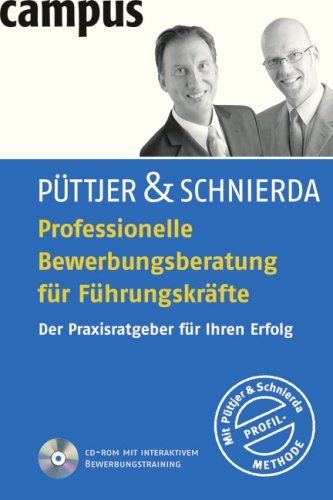 campus
PÜTTJER & SCHNIERDA
Professionelle
Bewerbungsberatung
für Führungskräfte
Der Praxisratgeber für Ihren Erfolg
Mit Püttjer & Schnierda
PROFIL-
METHODE
CD-ROM MIT INTERAKTIVEM
BEWERBUNGSTRAINING